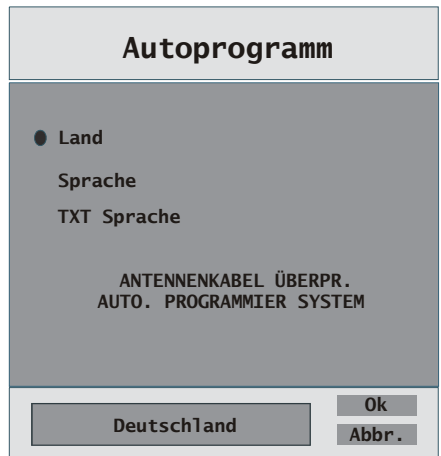 Autoprogramm
Land
Sprache
TXT Sprache
ANTENNENKABEL ÜBERPR.
AUTO. PROGRAMMIER SYSTEM
Deutschland
Ok
Abbr.